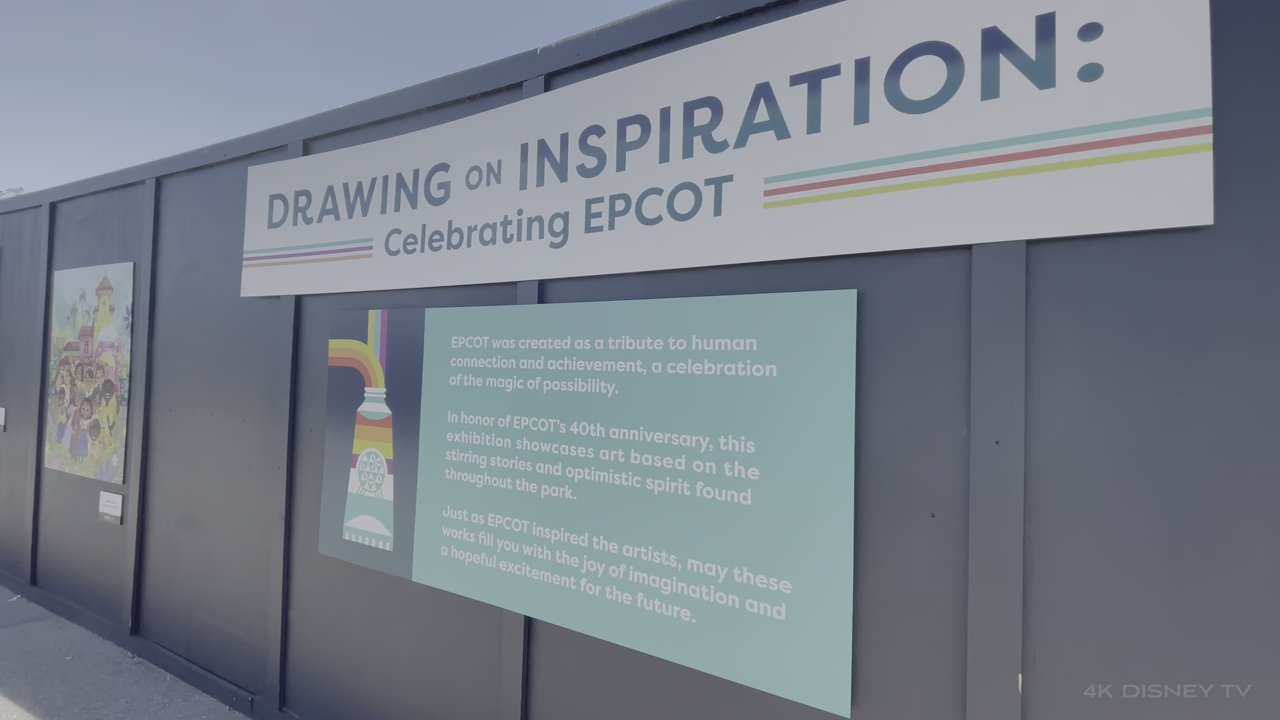 DRAWING ON INSPIRATION:
Celebrating EPCOT
EPCOT was created as a tribute to human
connection and achievement, a celebration
of the magic of possibility.
In honor of EPCOT's 40th anniversary, this
exhibition showcases art based on the
stirring stories and optimistic spirit found
throughout the park.
Just as EPCOT inspired the artists, may these
works fill you with the joy of imagination and
a hopeful excitement for the future.
4K DISNEY TV